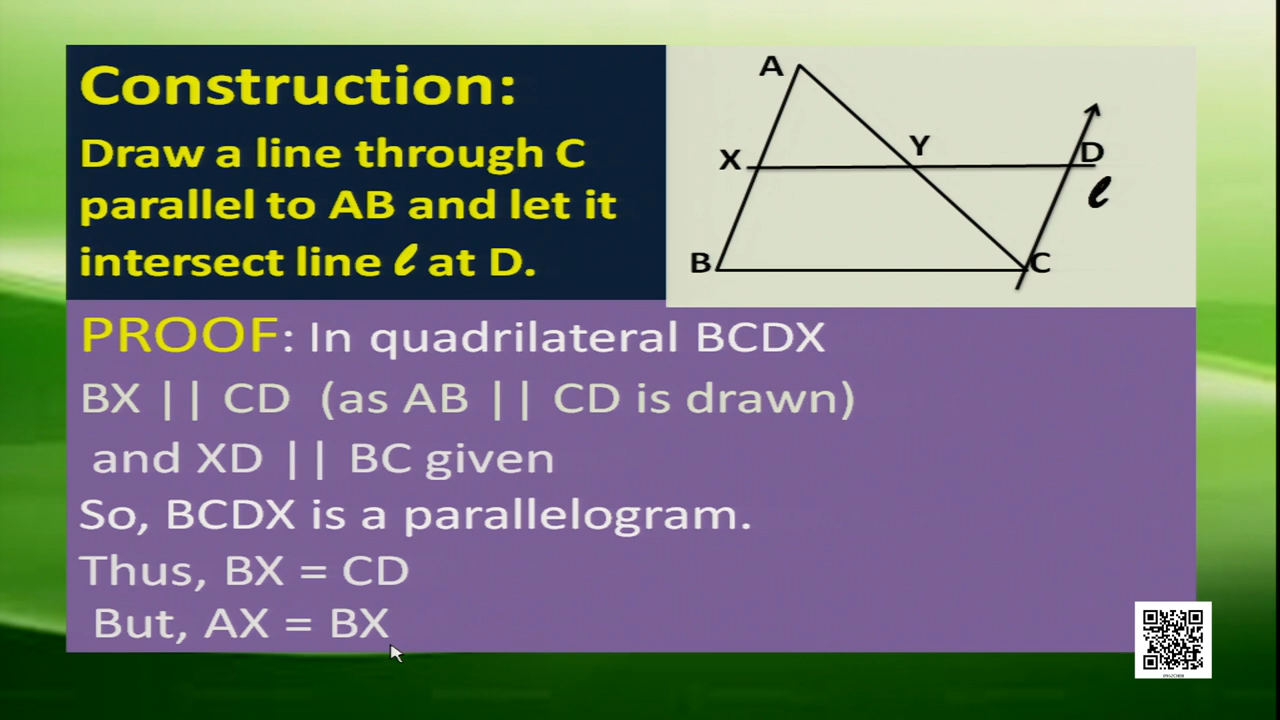 Construction:
Draw a line through C
parallel to AB and let it
intersect line ℓ at D.
A
X
Y
D
ℓ
B
C
PROOF: In quadrilateral BCDX
BX || CD (as AB || CD is drawn)
and XD || BC given
So, BCDX is a parallelogram.
Thus, BX = CD
But, AX = BX